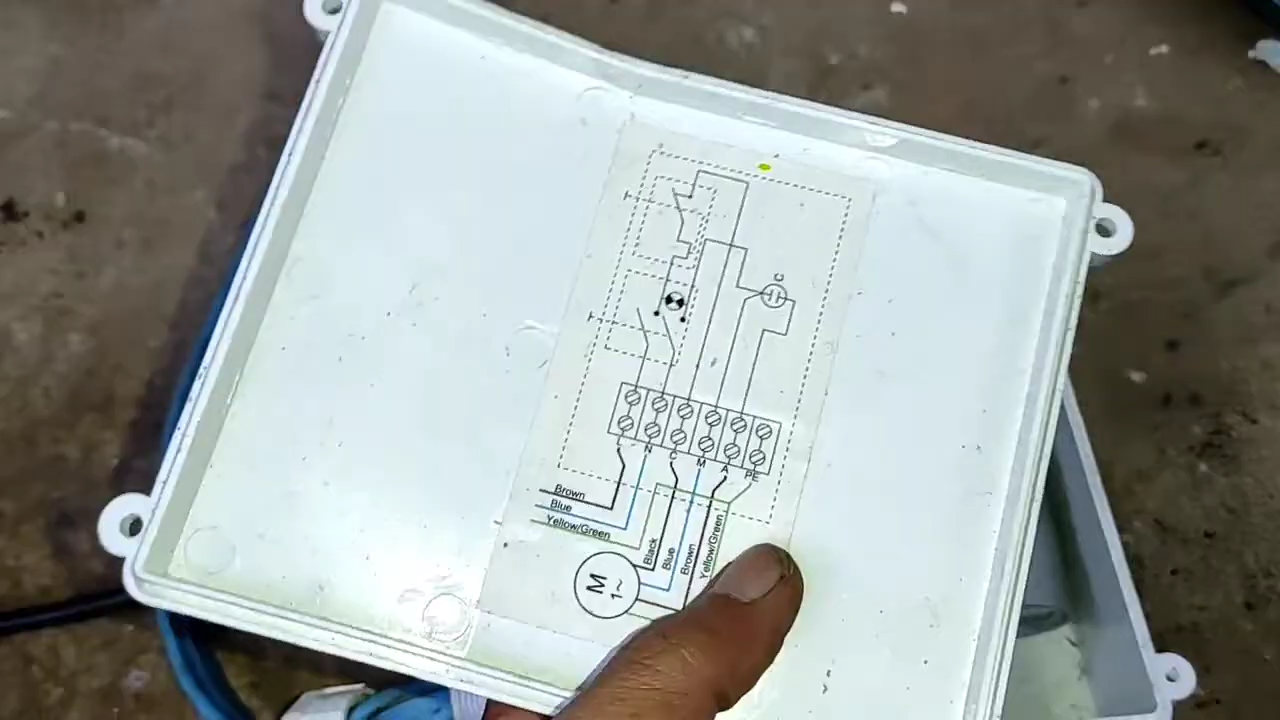 C
L N C M A PE
Brown
Blue
Yellow/Green
Black
Blue
Brown
Yellow/Green
M
1~